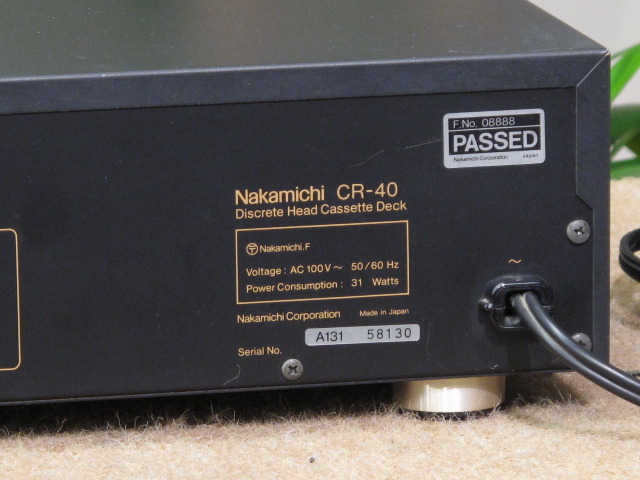 F.No. 08888
PASSED
Nakamichi Corporation JAPAN
Nakamichi CR-40
Discrete Head Cassette Deck
〒 Nakamichi.F
Voltage : AC 100V ~ 50/60 Hz
Power Consumption : 31 Watts
~
Nakamichi Corporation Made in Japan
Serial No. A131 58130